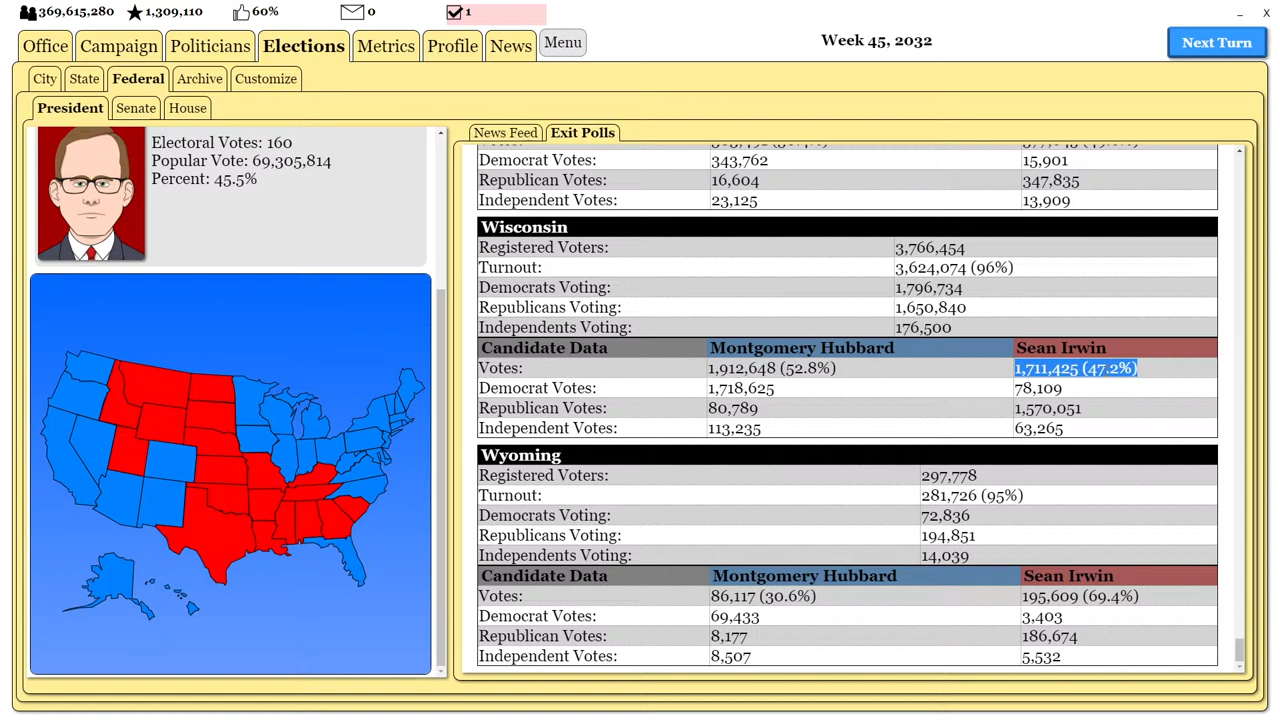 369,615,280 1,309,110 60% 0 1
Office Campaign Politicians Elections Metrics Profile News Menu Week 45, 2032 Next Turn
City State Federal Archive Customize
President Senate House
News Feed Exit Polls
Electoral Votes: 160
Popular Vote: 69,305,814
Percent: 45.5%
Democrat Votes: 343,762 15,901
Republican Votes: 16,604 347,835
Independent Votes: 23,125 13,909
Wisconsin
Registered Voters: 3,766,454
Turnout: 3,624,074 (96%)
Democrats Voting: 1,796,734
Republicans Voting: 1,650,840
Independents Voting: 176,500
Candidate Data Montgomery Hubbard Sean Irwin
Votes: 1,912,648 (52.8%) 1,711,425 (47.2%)
Democrat Votes: 1,718,625 78,109
Republican Votes: 80,789 1,570,051
Independent Votes: 113,235 63,265
Wyoming
Registered Voters: 297,778
Turnout: 281,726 (95%)
Democrats Voting: 72,836
Republicans Voting: 194,851
Independents Voting: 14,039
Candidate Data Montgomery Hubbard Sean Irwin
Votes: 86,117 (30.6%) 195,609 (69.4%)
Democrat Votes: 69,433 3,403
Republican Votes: 8,177 186,674
Independent Votes: 8,507 5,532